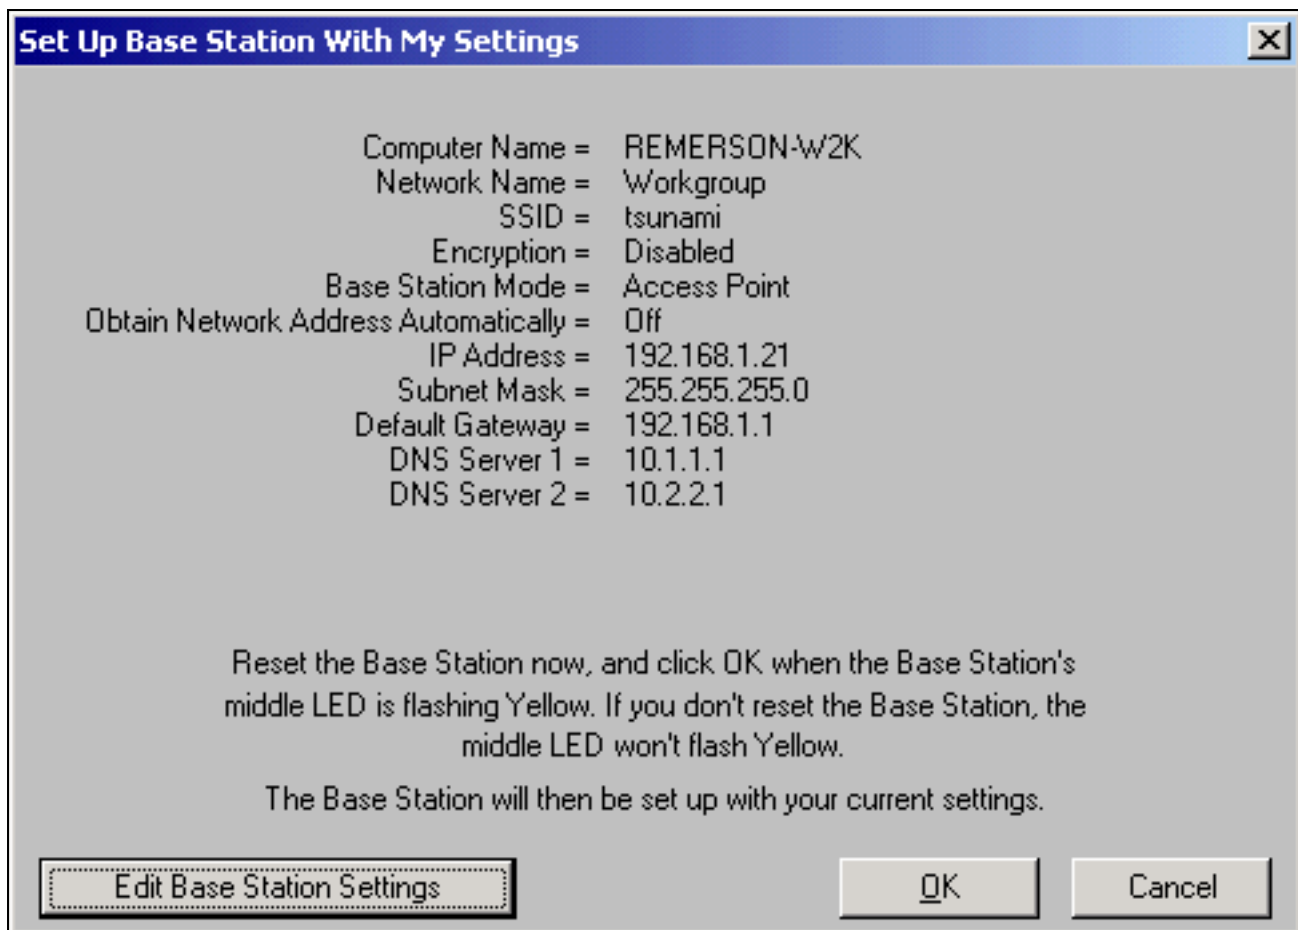 Set Up Base Station With My Settings
Computer Name = REMERSON-W2K
Network Name = Workgroup
SSID = tsunami
Encryption = Disabled
Base Station Mode = Access Point
Obtain Network Address Automatically = Off
IP Address = 192.168.1.21
Subnet Mask = 255.255.255.0
Default Gateway = 192.168.1.1
DNS Server 1 = 10.1.1.1
DNS Server 2 = 10.2.2.1
Reset the Base Station now, and click OK when the Base Station's
middle LED is flashing Yellow. If you don't reset the Base Station, the
middle LED won't flash Yellow.
The Base Station will then be set up with your current settings.
Edit Base Station Settings OK Cancel